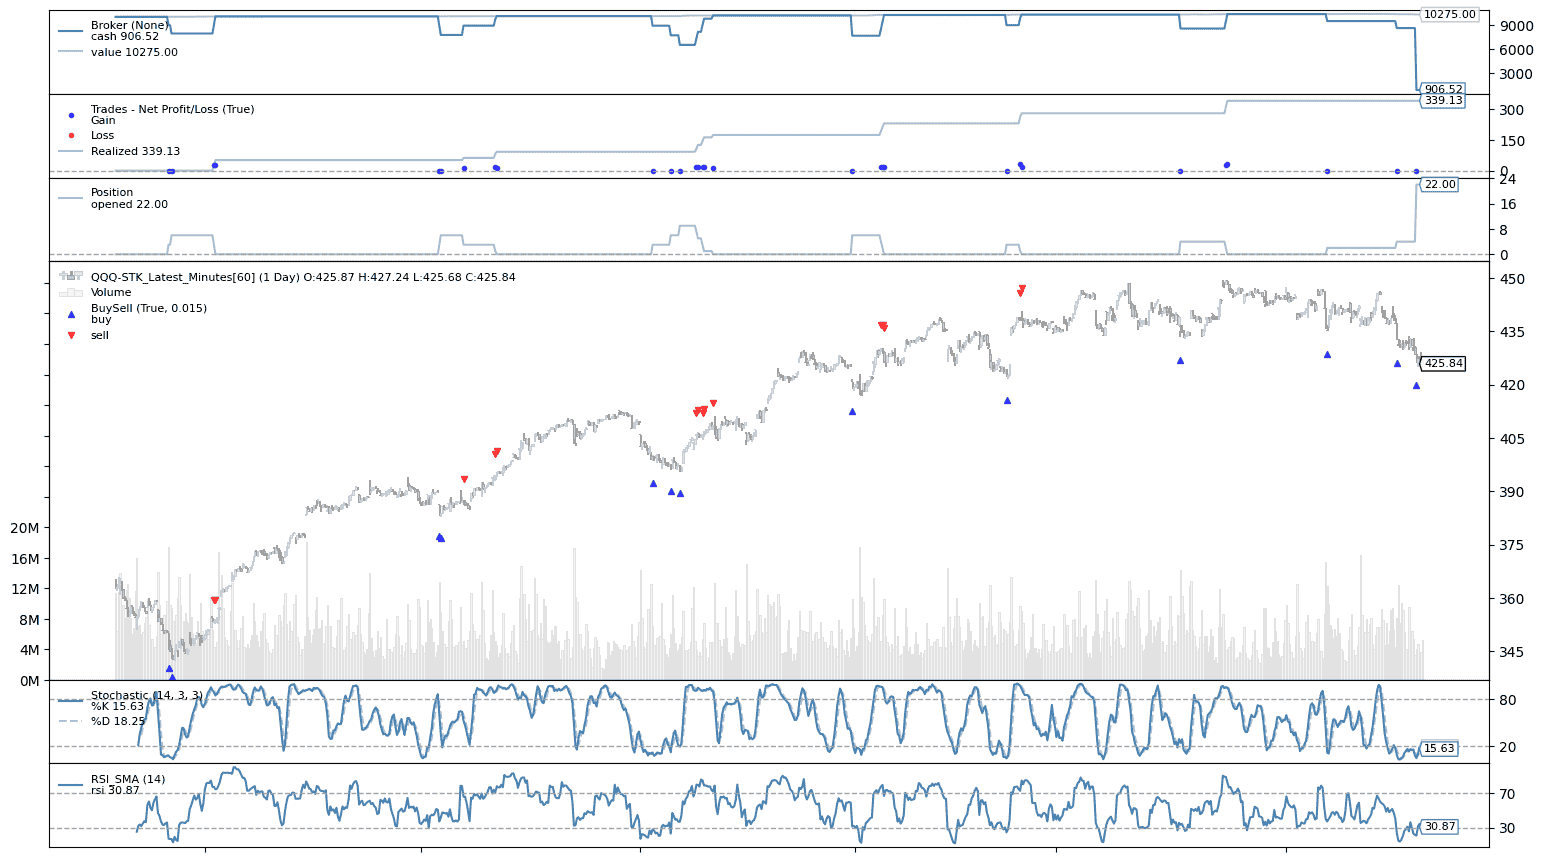 Broker (None)
cash 906.52
value 10275.00
10275.00
9000
6000
3000
906.52
Trades - Net Profit/Loss (True)
Gain
Loss
Realized 339.13
339.13
300
150
0
Position
opened 22.00
24
22.00
16
8
0
QQQ-STK_Latest_Minutes[60] (1 Day) O:425.87 H:427.24 L:425.68 C:425.84
Volume
BuySell (True, 0.015)
buy
sell
450
435
425.84
420
405
390
375
360
345
20M
16M
12M
8M
4M
0M
Stochastic (14, 3, 3)
%K 15.63
%D 18.25
80
20
15.63
RSI_SMA (14)
rsi 30.87
70
30
30.87